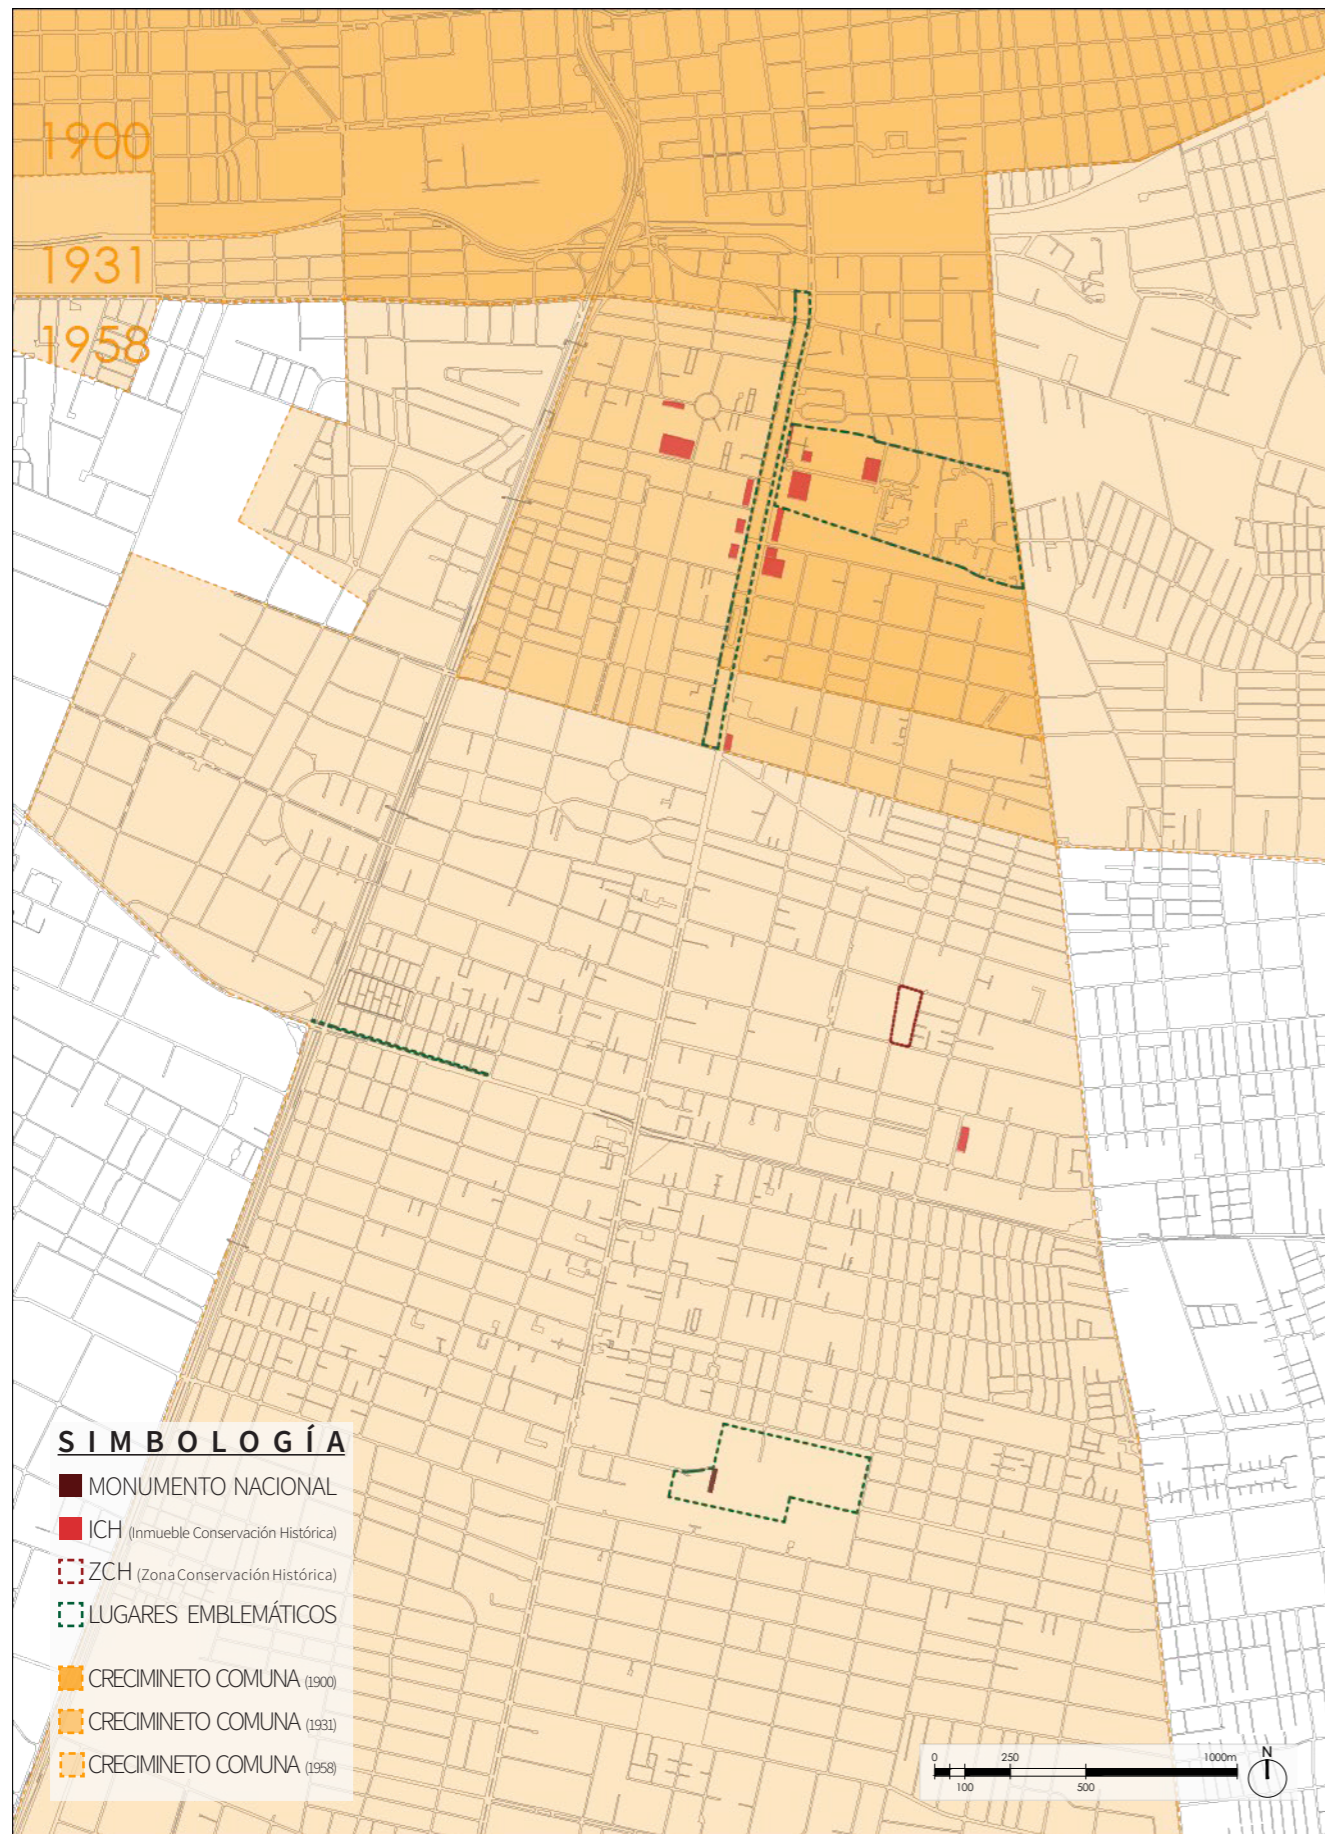 1900
1931
1958
SIMBOLOGÍA
MONUMENTO NACIONAL
ICH (Inmueble Conservación Histórica)
ZCH (Zona Conservación Histórica)
LUGARES EMBLEMÁTICOS
CRECIMINETO COMUNA (1900)
CRECIMINETO COMUNA (1931)
CRECIMINETO COMUNA (1958)
0 250 1000m
100 500
N